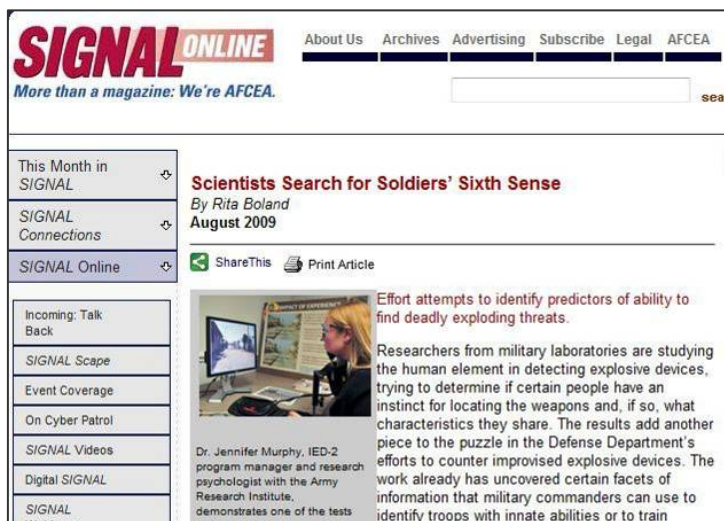 SIGNAL ONLINE
More than a magazine: We're AFCEA.
About Us Archives Advertising Subscribe Legal AFCEA
This Month in
SIGNAL
SIGNAL
Connections
SIGNAL Online
Incoming: Talk
Back
SIGNAL Scape
Event Coverage
On Cyber Patrol
SIGNAL Videos
Digital SIGNAL
SIGNAL
Scientists Search for Soldiers' Sixth Sense
By Rita Boland
August 2009
ShareThis Print Article
IMPACT OF EXPERIENCE
Dr. Jennifer Murphy, IED-2
program manager and research
psychologist with the Army
Research Institute,
demonstrates one of the tests
Effort attempts to identify predictors of ability to
find deadly exploding threats.
Researchers from military laboratories are studying
the human element in detecting explosive devices,
trying to determine if certain people have an
instinct for locating the weapons and, if so, what
characteristics they share. The results add another
piece to the puzzle in the Defense Department's
efforts to counter improvised explosive devices. The
work already has uncovered certain facets of
information that military commanders can use to
identify troops with innate abilities or to train